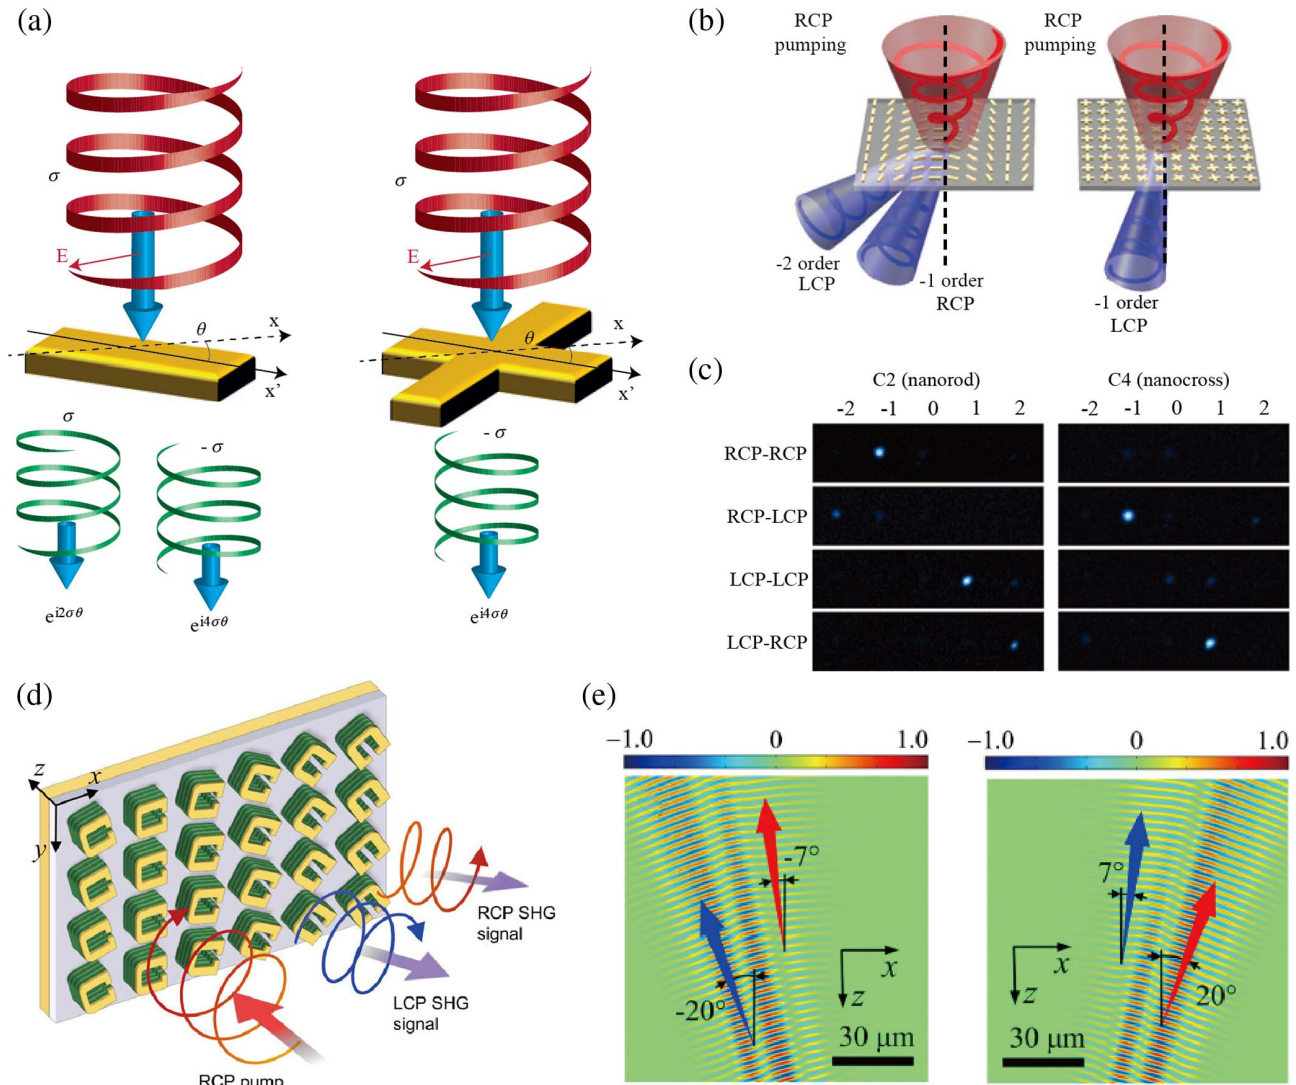 (a)
σ
E
θ
x
x'
σ
- σ
e^{i2σθ}
e^{i4σθ}
σ
E
θ
x
x'
- σ
e^{i4σθ}
(b)
RCP
pumping
RCP
pumping
-2 order
LCP
-1 order
RCP
-1 order
LCP
(c)
C2 (nanorod)
C4 (nanocross)
-2 -1 0 1 2
-2 -1 0 1 2
RCP-RCP
RCP-LCP
LCP-LCP
LCP-RCP
(d)
z
x
y
RCP SHG
signal
LCP SHG
signal
RCP pump
(e)
−1.0 0 1.0
-7°
-20°
x
z
30 μm
−1.0 0 1.0
7°
20°
x
z
30 μm